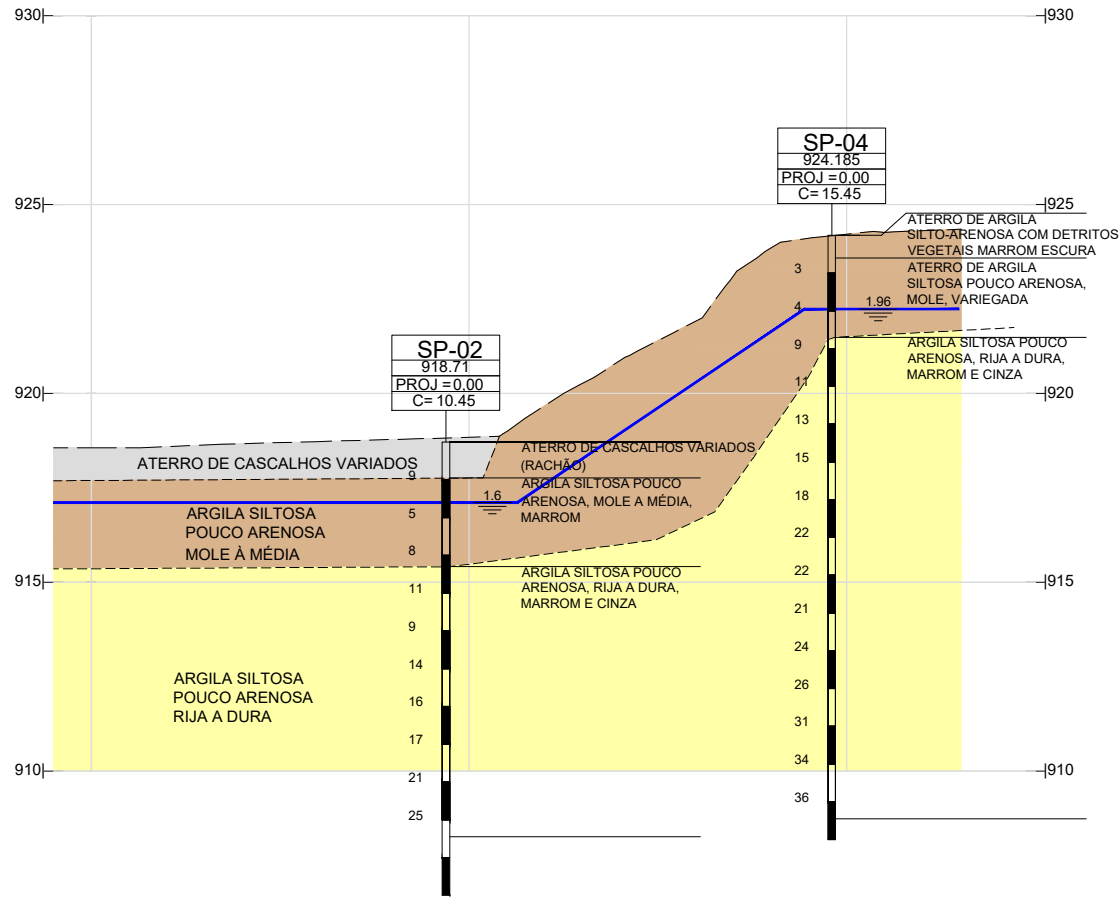 930
930
SP-04
924.185
PROJ =0,00
C= 15.45
925
925
ATERRO DE ARGILA
SILTO-ARENOSA COM DETRITOS
VEGETAIS MARROM ESCURA
ATERRO DE ARGILA
SILTOSA POUCO ARENOSA,
MOLE, VARIEGADA
3
4
1.96
9
ARGILA SILTOSA POUCO
ARENOSA, RIJA A DURA,
MARROM E CINZA
11
13
15
18
22
22
21
24
26
31
34
36
SP-02
918.71
PROJ =0,00
C= 10.45
920
920
ATERRO DE CASCALHOS VARIADOS
ATERRO DE CASCALHOS VARIADOS
(RACHÃO)
9
1.6
ARGILA SILTOSA POUCO
ARENOSA, MOLE A MÉDIA,
MARROM
ARGILA SILTOSA
POUCO ARENOSA
MOLE À MÉDIA
5
8
915
915
ARGILA SILTOSA POUCO
ARENOSA, RIJA A DURA,
MARROM E CINZA
11
9
14
16
17
21
25
ARGILA SILTOSA
POUCO ARENOSA
RIJA A DURA
910
910